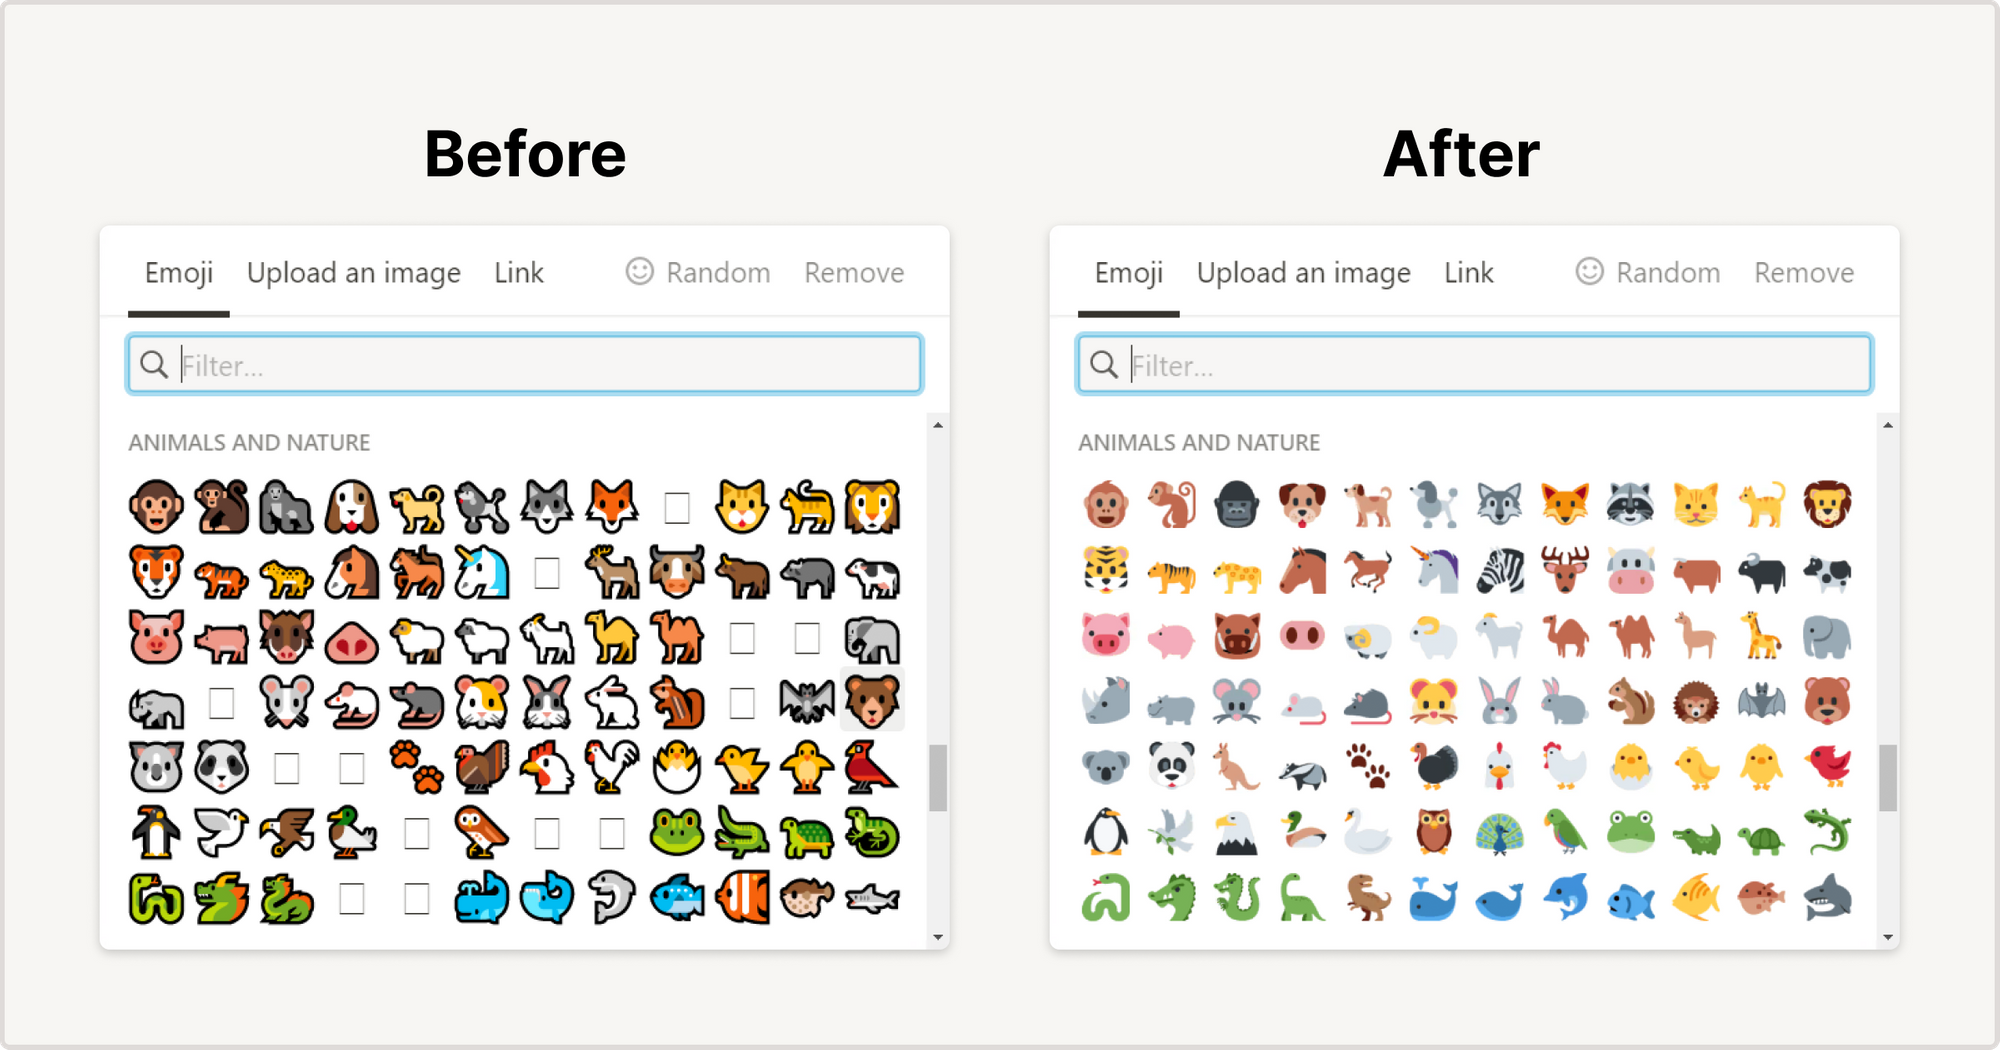 Before
After
Emoji Upload an image Link Random Remove
Filter...
ANIMALS AND NATURE
Emoji Upload an image Link Random Remove
Filter...
ANIMALS AND NATURE